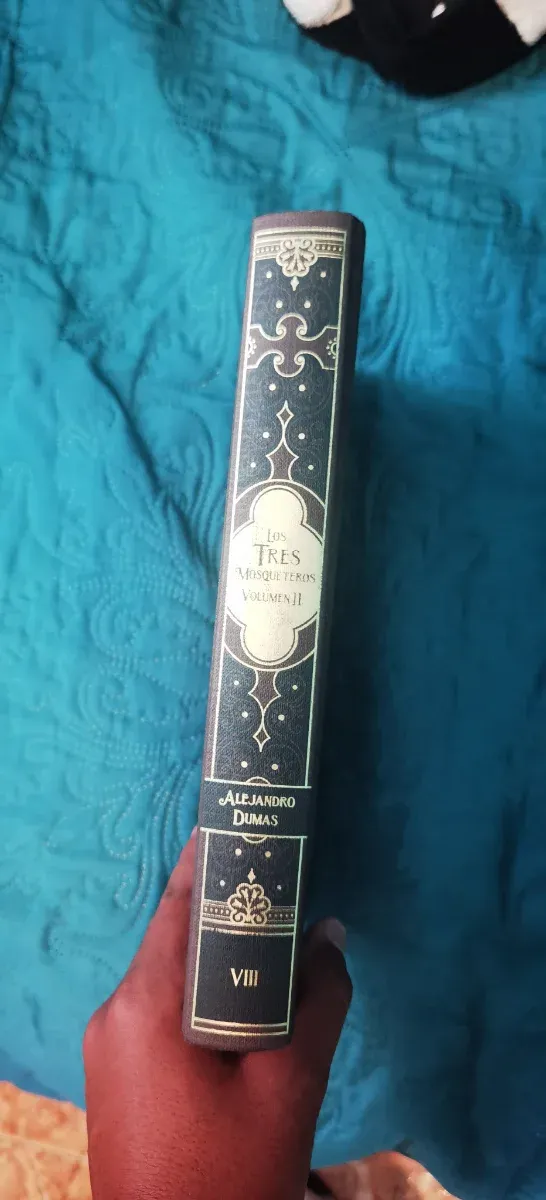 Los
TRES
MOSQUETEROS
VOLUMEN II
ALEJANDRO
DUMAS
VIII